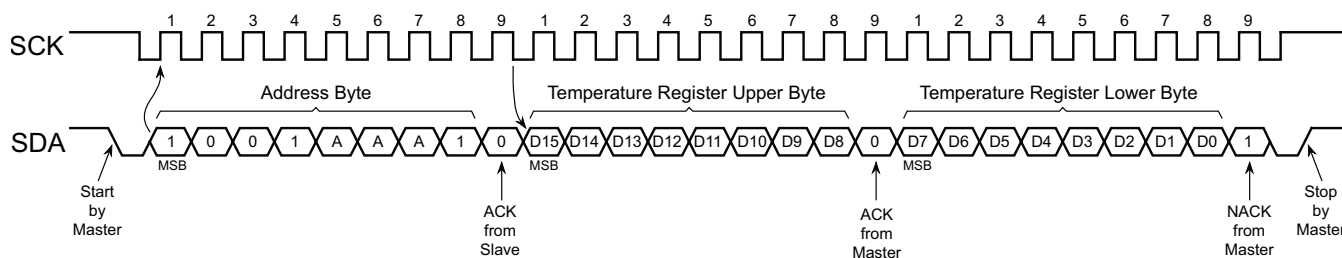 1 2 3 4 5 6 7 8 9 1 2 3 4 5 6 7 8 9 1 2 3 4 5 6 7 8 9
SCK
Address Byte Temperature Register Upper Byte Temperature Register Lower Byte
SDA 1 0 0 1 A A A 1 0 D15 D14 D13 D12 D11 D10 D9 D8 0 D7 D6 D5 D4 D3 D2 D1 D0 1
MSB MSB MSB
Start
by
Master
ACK
from
Slave
ACK
from
Master
NACK
from
Master
Stop
by
Master